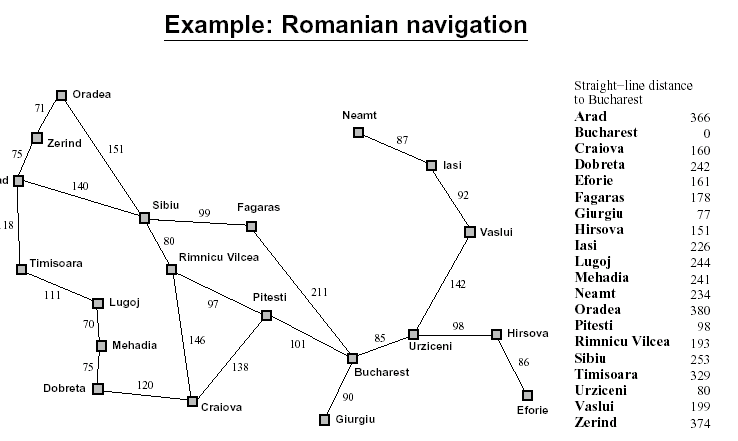 Example: Romanian navigation
Straight−line distance
to Bucharest
Arad 366
Bucharest 0
Craiova 160
Dobreta 242
Eforie 161
Fagaras 178
Giurgiu 77
Hirsova 151
Iasi 226
Lugoj 244
Mehadia 241
Neamt 234
Oradea 380
Pitesti 98
Rimnicu Vilcea 193
Sibiu 253
Timisoara 329
Urziceni 80
Vaslui 199
Zerind 374
Oradea
71
Neamt
Zerind
87
75
151
Iasi
ad
140
92
Sibiu
99
Fagaras
18
80
Vaslui
Timisoara
Rimnicu Vilcea
111
Lugoj
97
Pitesti
211
142
70
146
101
85
98
Hirsova
Mehadia
Urziceni
75
138
Bucharest
86
Dobreta
120
90
Craiova
Giurgiu
Eforie